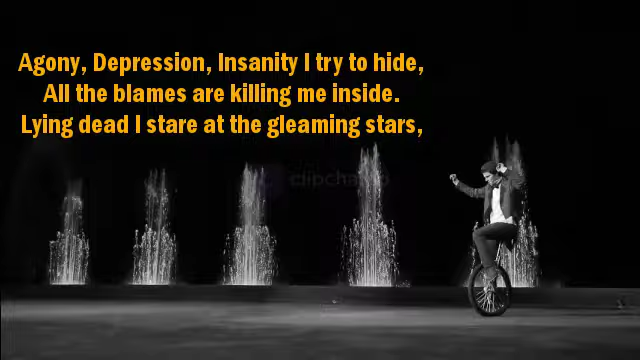 Agony, Depression, Insanity I try to hide,
All the blames are killing me inside.
Lying dead I stare at the gleaming stars,
clipchamp